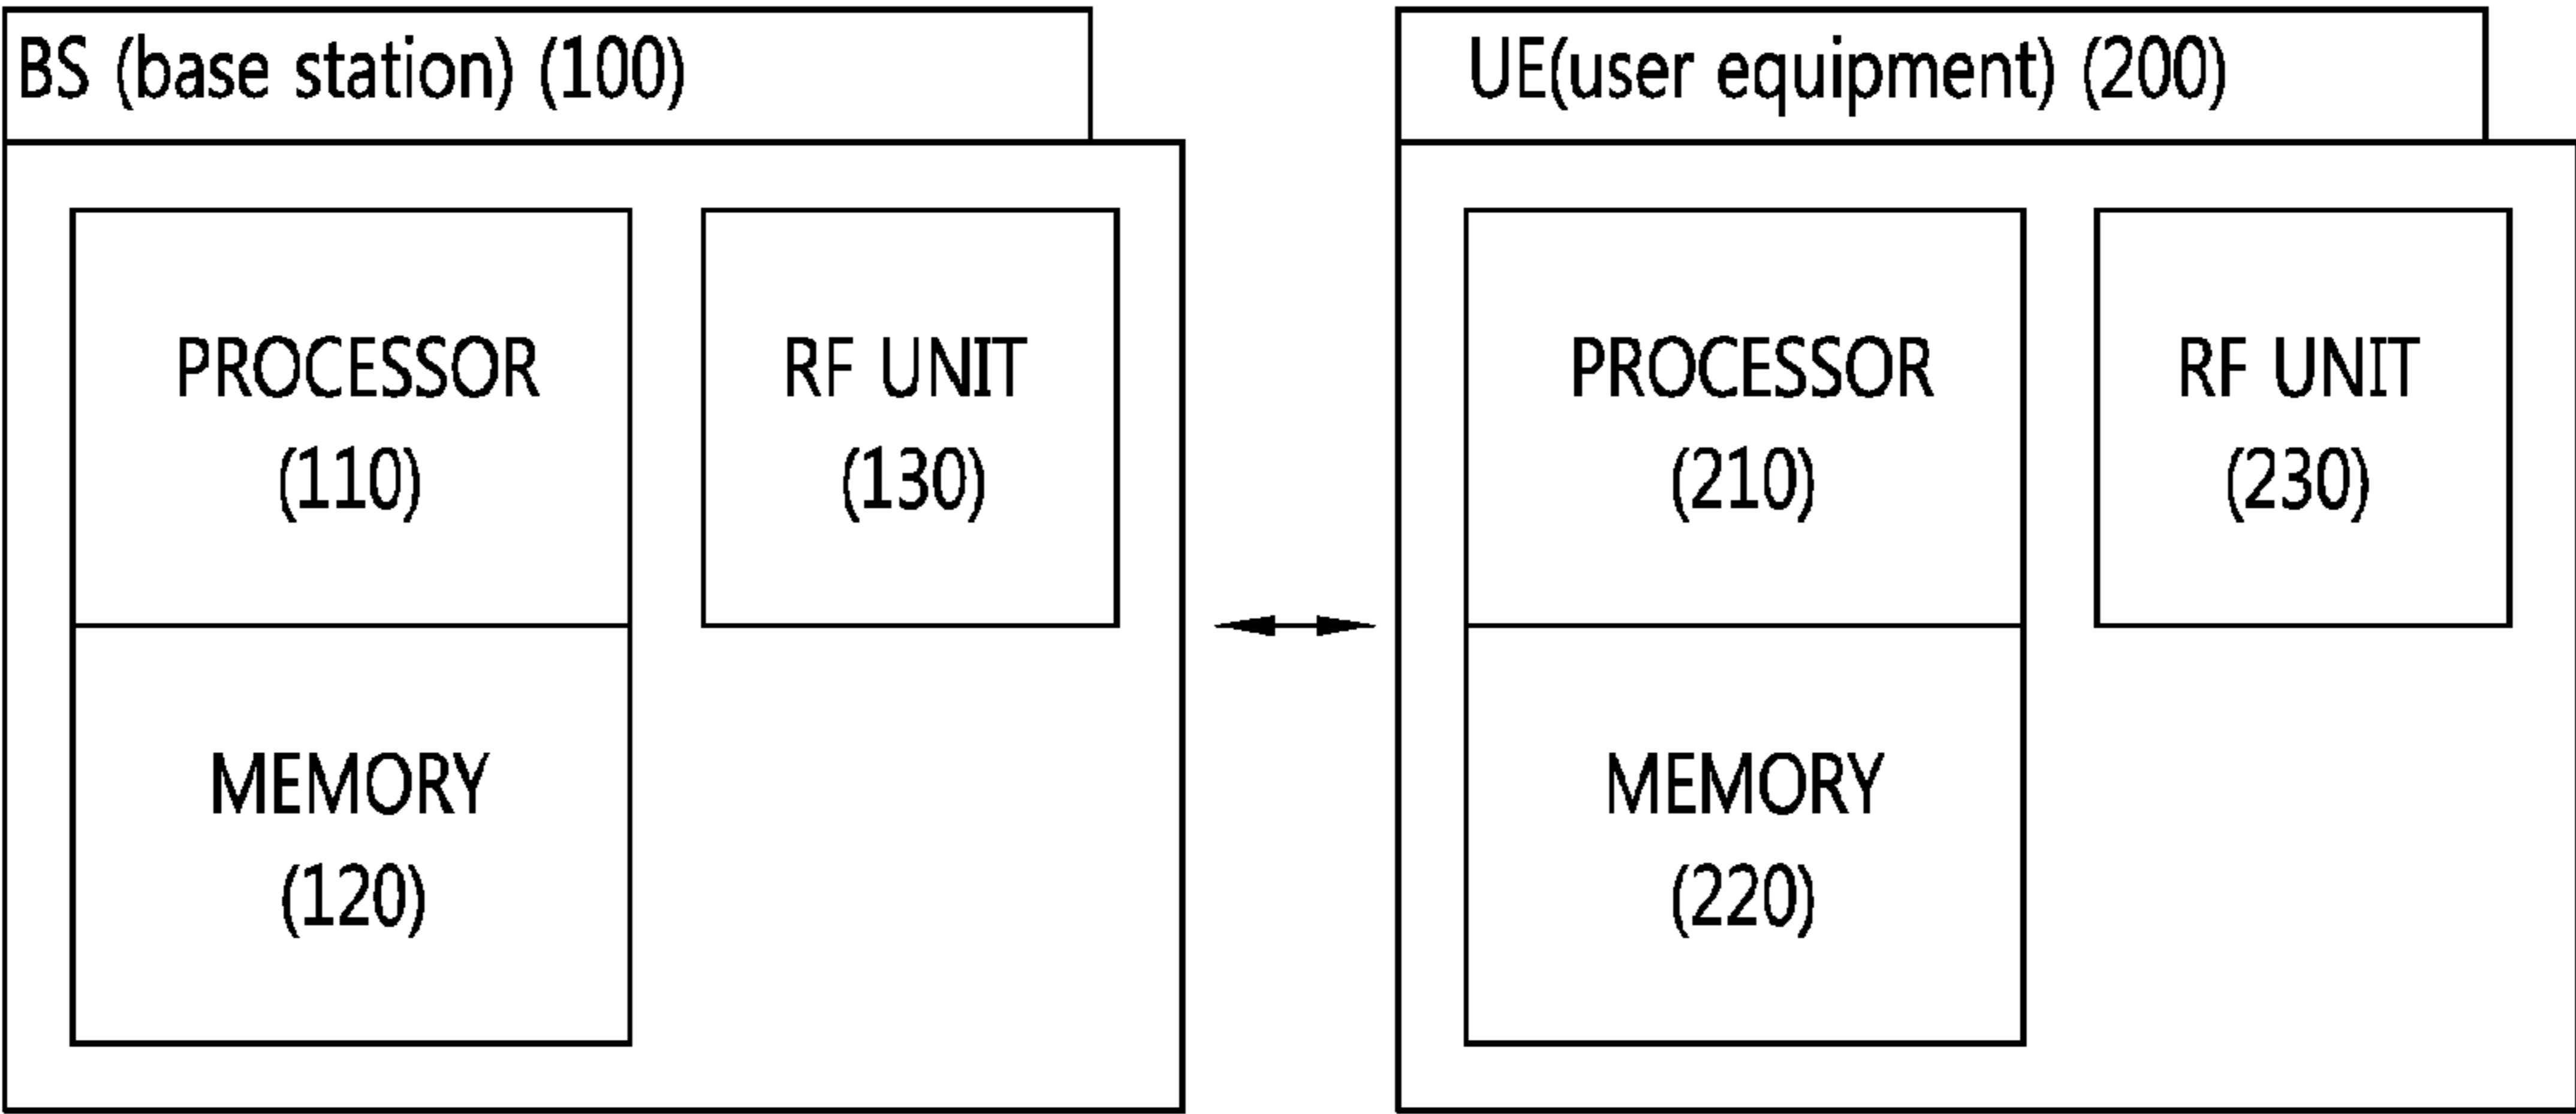 BS (base station) (100)
PROCESSOR
(110)
RF UNIT
(130)
MEMORY
(120)
UE(user equipment) (200)
PROCESSOR
(210)
RF UNIT
(230)
MEMORY
(220)